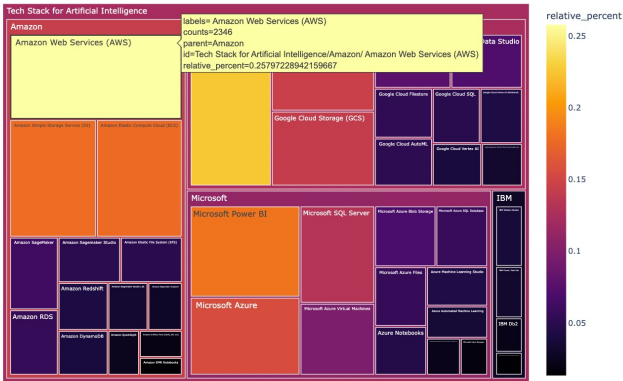 Tech Stack for Artificial Intelligence
relative_percent
Amazon
labels= Amazon Web Services (AWS)
counts=2346
parent=Amazon
id=Tech Stack for Artificial Intelligence/Amazon/ Amazon Web Services (AWS)
relative_percent=0.25797228942159667
Amazon Web Services (AWS)
Data Studio
0.25
0.2
0.15
0.1
0.05
Amazon Simple Storage Service (S3)
Amazon Elastic Compute Cloud (EC2)
Amazon SageMaker
Amazon Sagemaker Studio
Amazon Elastic File System (EFS)
Amazon Redshift
Amazon RDS
Amazon DynamoDB
Amazon QuickSight
Amazon EMR Notebooks
Google Cloud Storage (GCS)
Google Cloud Filestore
Google Cloud SQL
Google Cloud AutoML
Google Cloud Vertex AI
Microsoft
Microsoft Power BI
Microsoft SQL Server
Microsoft Azure Blob Storage
Microsoft Azure SQL Database
Microsoft Azure Files
Azure Machine Learning Studio
Microsoft Azure
Microsoft Azure Virtual Machines
Azure Automated Machine Learning
Azure Notebooks
IBM
IBM Db2